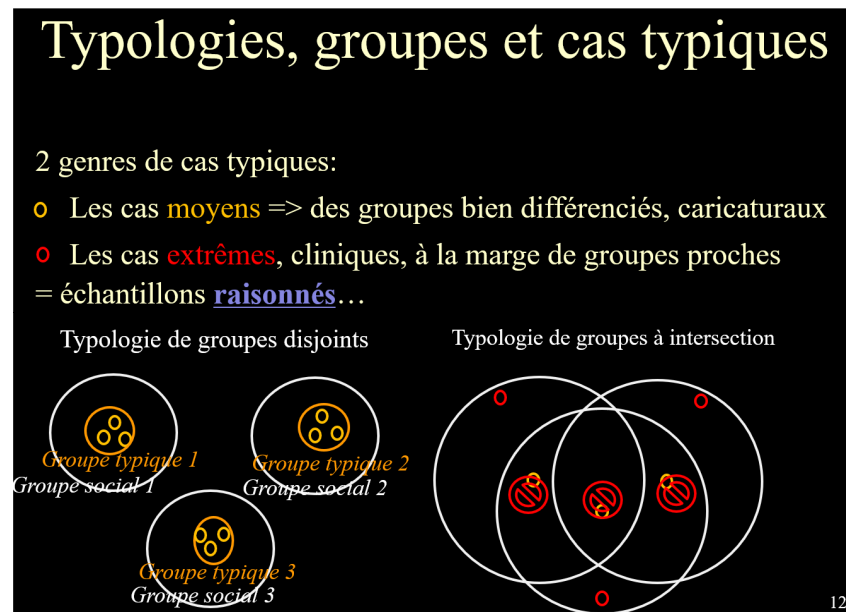 Typologies, groupes et cas typiques
2 genres de cas typiques:
Les cas moyens => des groupes bien différenciés, caricaturaux
Les cas extrêmes, cliniques, à la marge de groupes proches
= échantillons raisonnés…
Typologie de groupes disjoints
Typologie de groupes à intersection
Groupe typique 1
Groupe social 1
Groupe typique 2
Groupe social 2
Groupe typique 3
Groupe social 3
12